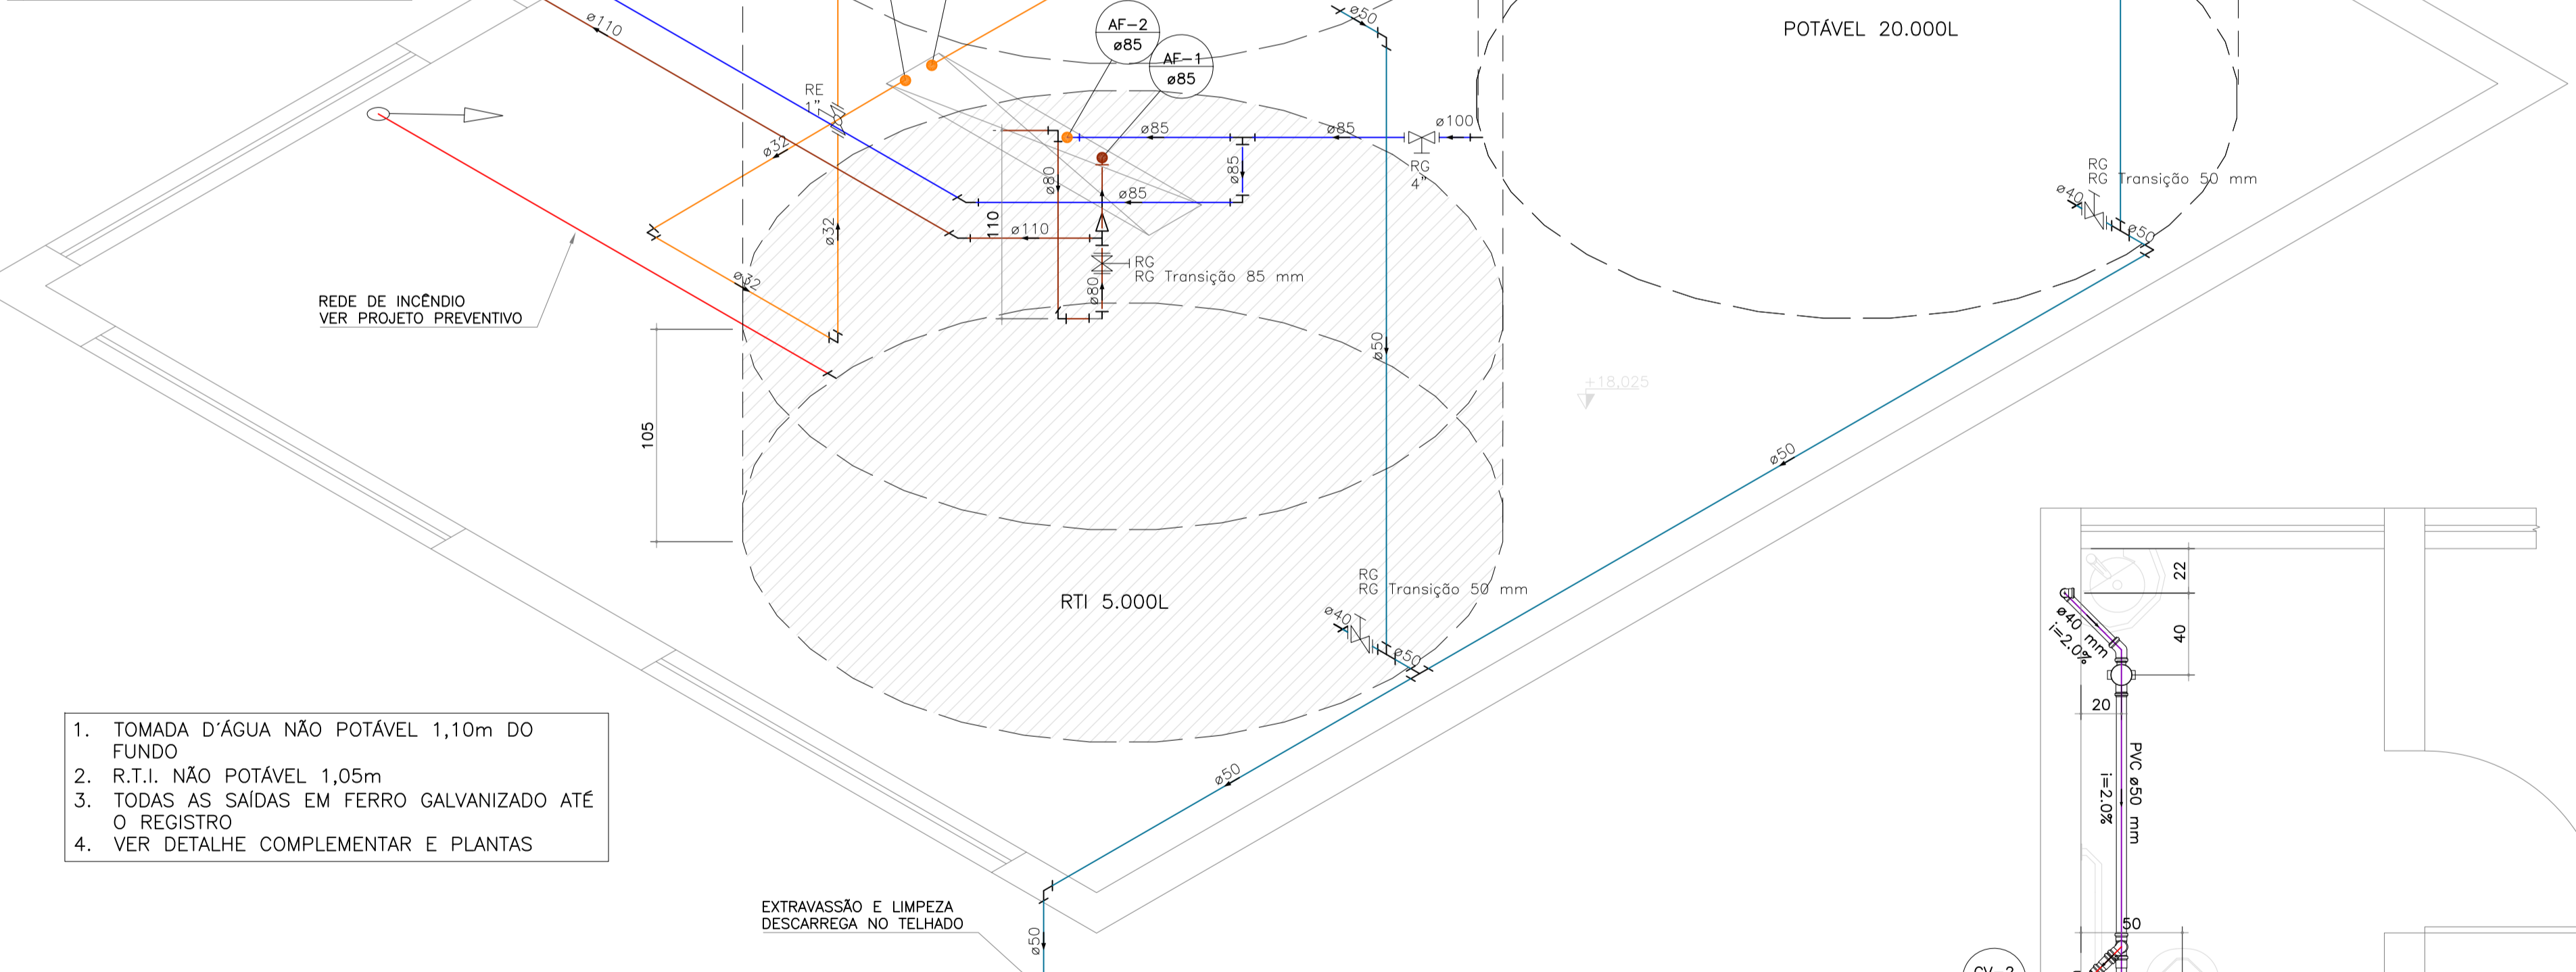 ø110
AF-2
ø85
AF-1
ø85
ø50
POTÁVEL 20.000L
RE
1"
ø32
ø85
ø85
ø100
RG
4"
ø80
ø85
ø85
110
ø110
ø32
ø32
RG
RG Transição 85 mm
ø80
RG
RG Transição 50 mm
ø40
ø50
REDE DE INCÊNDIO
VER PROJETO PREVENTIVO
ø50
+18.025
105
ø50
RTI 5.000L
RG
RG Transição 50 mm
ø40
ø50
22
40
ø40 mm
i=2.0%
20
PVC ø50 mm
i=2.0%
50
1. TOMADA D'ÁGUA NÃO POTÁVEL 1,10m DO
FUNDO
2. R.T.I. NÃO POTÁVEL 1,05m
3. TODAS AS SAÍDAS EM FERRO GALVANIZADO ATÉ
O REGISTRO
4. VER DETALHE COMPLEMENTAR E PLANTAS
ø50
EXTRAVASSÃO E LIMPEZA
DESCARREGA NO TELHADO
ø50
CV-2